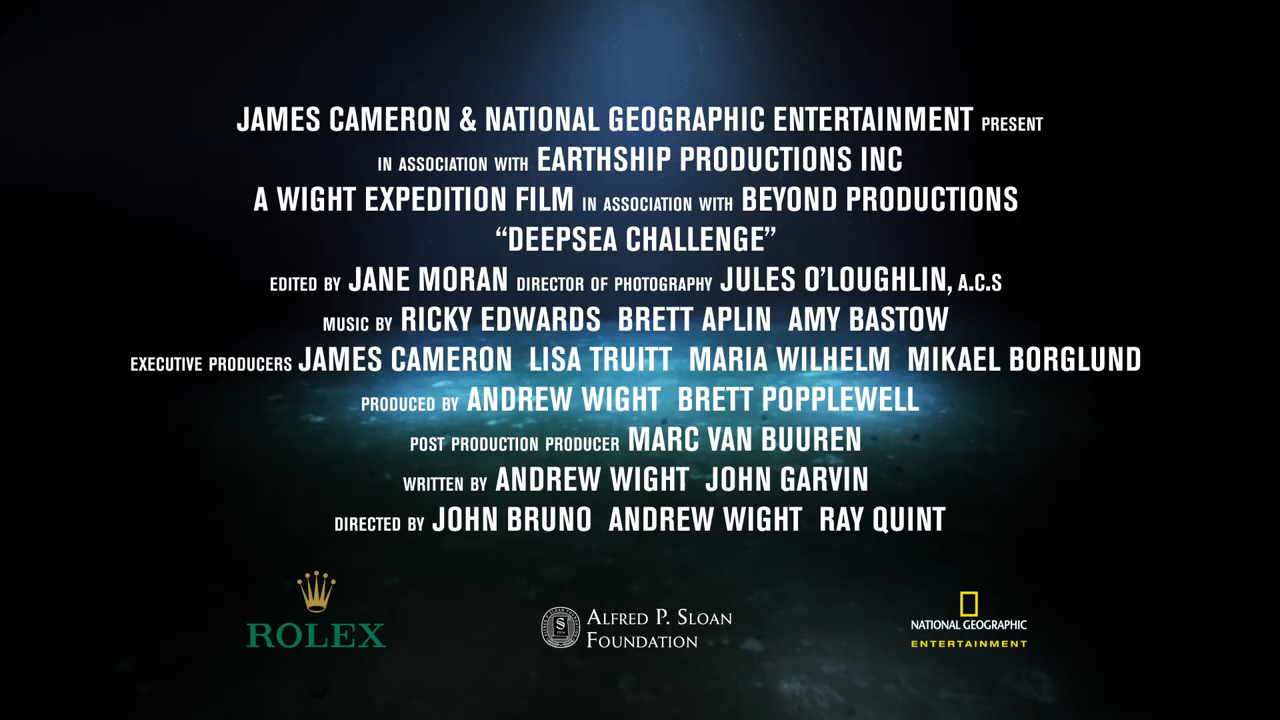 JAMES CAMERON & NATIONAL GEOGRAPHIC ENTERTAINMENT PRESENT
IN ASSOCIATION WITH EARTHSHIP PRODUCTIONS INC
A WIGHT EXPEDITION FILM IN ASSOCIATION WITH BEYOND PRODUCTIONS
“DEEPSEA CHALLENGE”
EDITED BY JANE MORAN DIRECTOR OF PHOTOGRAPHY JULES O’LOUGHLIN, A.C.S
MUSIC BY RICKY EDWARDS BRETT APLIN AMY BASTOW
EXECUTIVE PRODUCERS JAMES CAMERON LISA TRUITT MARIA WILHELM MIKAEL BORGLUND
PRODUCED BY ANDREW WIGHT BRETT POPPLEWELL
POST PRODUCTION PRODUCER MARC VAN BUUREN
WRITTEN BY ANDREW WIGHT JOHN GARVIN
DIRECTED BY JOHN BRUNO ANDREW WIGHT RAY QUINT
ROLEX
ALFRED P. SLOAN
FOUNDATION
NATIONAL GEOGRAPHIC
ENTERTAINMENT